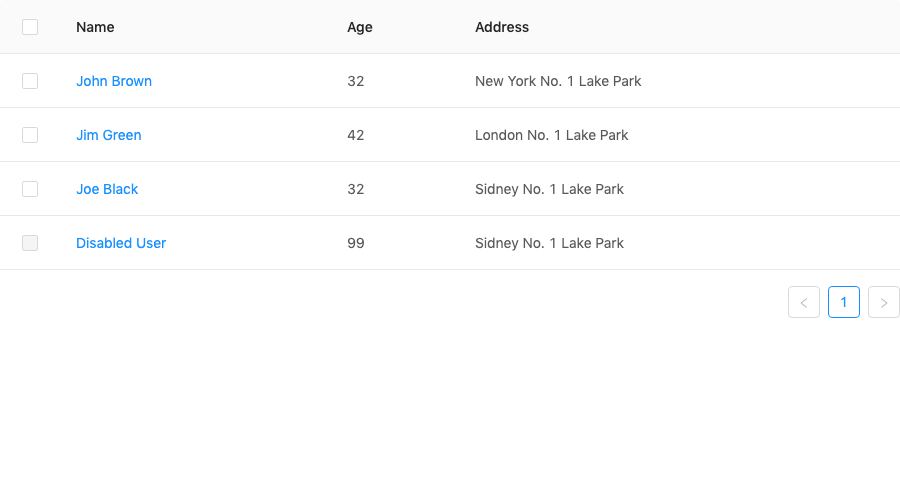 Name Age Address
John Brown 32 New York No. 1 Lake Park
Jim Green 42 London No. 1 Lake Park
Joe Black 32 Sidney No. 1 Lake Park
Disabled User 99 Sidney No. 1 Lake Park
1